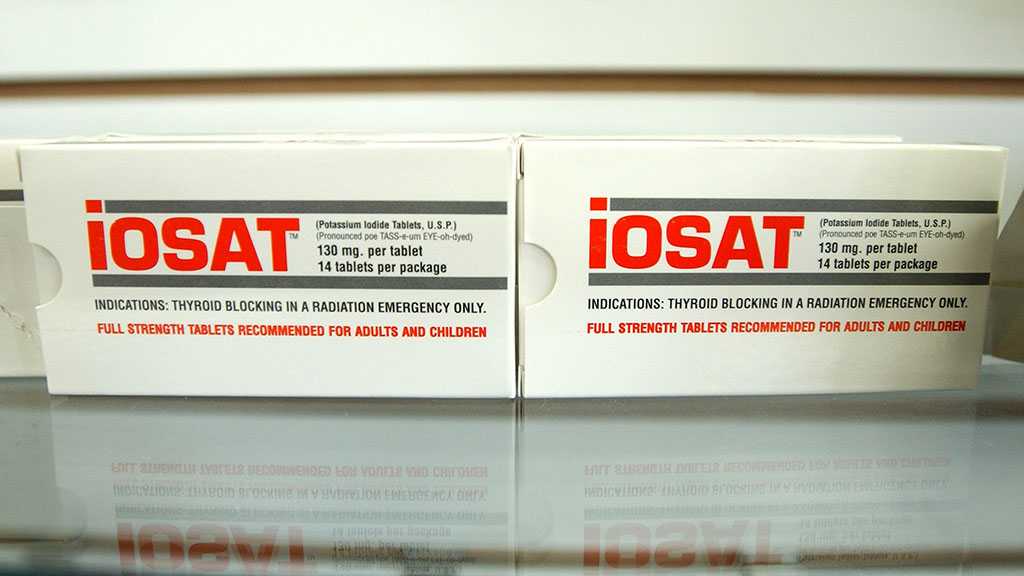 iOSAT™
(Potassium Iodide Tablets, U.S.P.)
(Pronounced poe TASS-e-um EYE-oh-dyed)
130 mg. per tablet
14 tablets per package
INDICATIONS: THYROID BLOCKING IN A RADIATION EMERGENCY ONLY.
FULL STRENGTH TABLETS RECOMMENDED FOR ADULTS AND CHILDREN
iOSAT™
(Potassium Iodide Tablets, U.S.P.)
(Pronounced poe TASS-e-um EYE-oh-dyed)
130 mg. per tablet
14 tablets per package
INDICATIONS: THYROID BLOCKING IN A RADIATION EMERGENCY ONLY.
FULL STRENGTH TABLETS RECOMMENDED FOR ADULTS AND CHILDREN